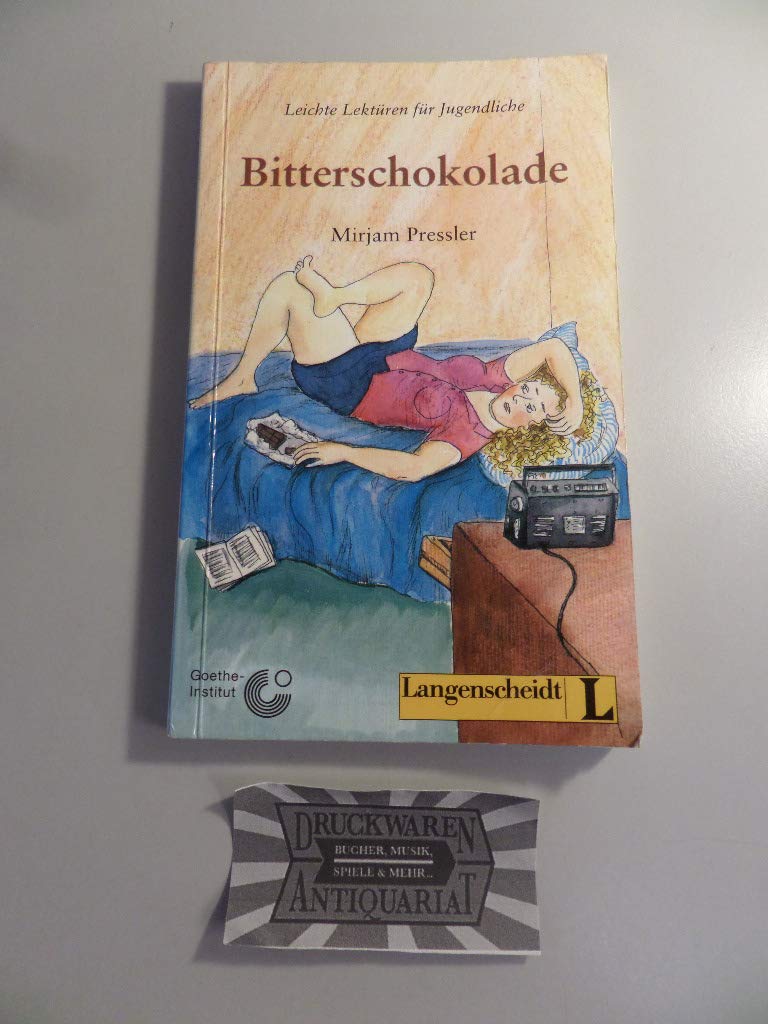 Leichte Lektüren für Jugendliche
Bitterschokolade
Mirjam Pressler
Goethe-
Institut
Langenscheidt L
DRUCKWAREN
BÜCHER, MUSIK,
SPIELE & MEHR...
ANTIQUARIAT